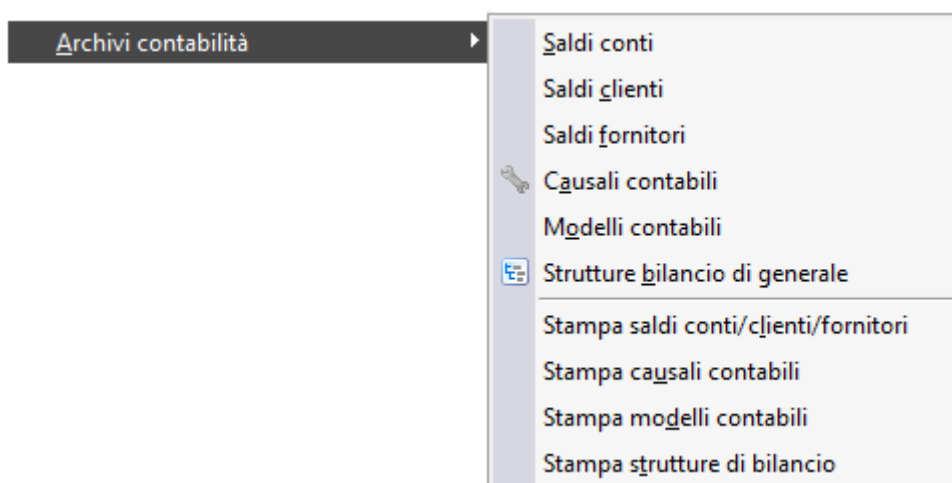 Archivi contabilità
Saldi conti
Saldi clienti
Saldi fornitori
Causali contabili
Modelli contabili
Strutture bilancio di generale
Stampa saldi conti/clienti/fornitori
Stampa causali contabili
Stampa modelli contabili
Stampa strutture di bilancio